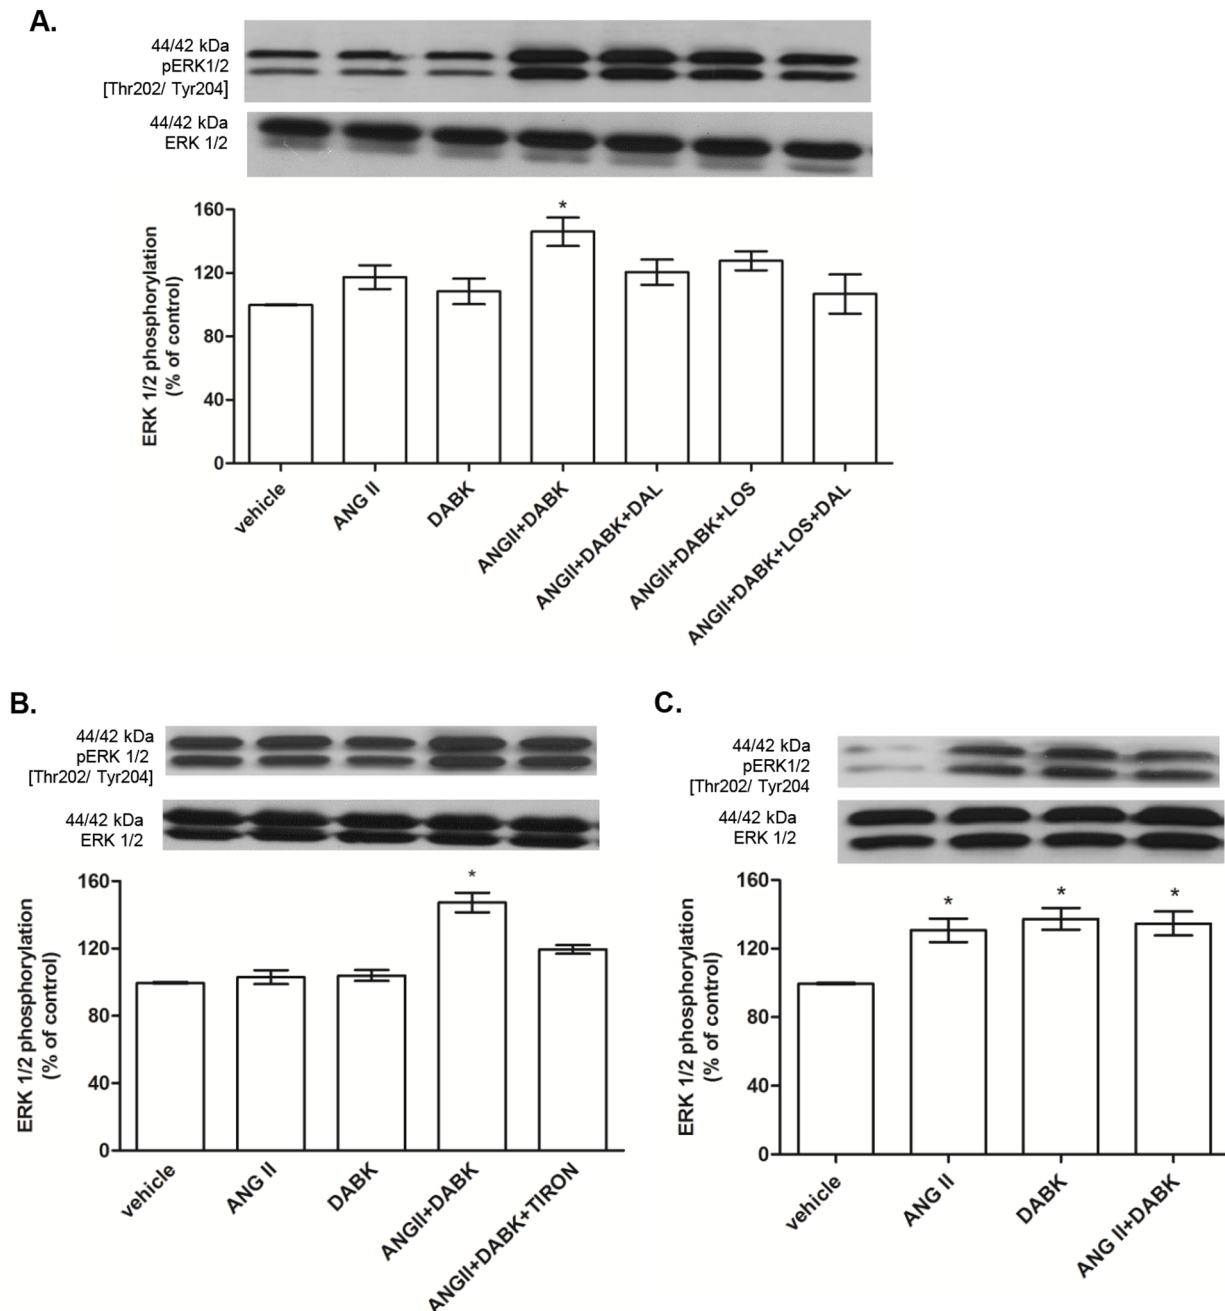 A.
44/42 kDa
pERK1/2
[Thr202/ Tyr204]
44/42 kDa
ERK 1/2
ERK 1/2 phosphorylation
(% of control)
160
120
80
40
0
*
vehicle
ANG II
DABK
ANGII+DABK
ANGII+DABK+DAL
ANGII+DABK+LOS
ANGII+DABK+LOS+DAL
B.
44/42 kDa
pERK 1/2
[Thr202/ Tyr204]
44/42 kDa
ERK 1/2
ERK 1/2 phosphorylation
(% of control)
160
120
80
40
0
*
vehicle
ANG II
DABK
ANGII+DABK
ANGII+DABK+TIRON
C.
44/42 kDa
pERK1/2
[Thr202/ Tyr204
44/42 kDa
ERK 1/2
ERK 1/2 phosphorylation
(% of control)
160
120
80
40
0
*
*
*
vehicle
ANG II
DABK
ANG II+DABK